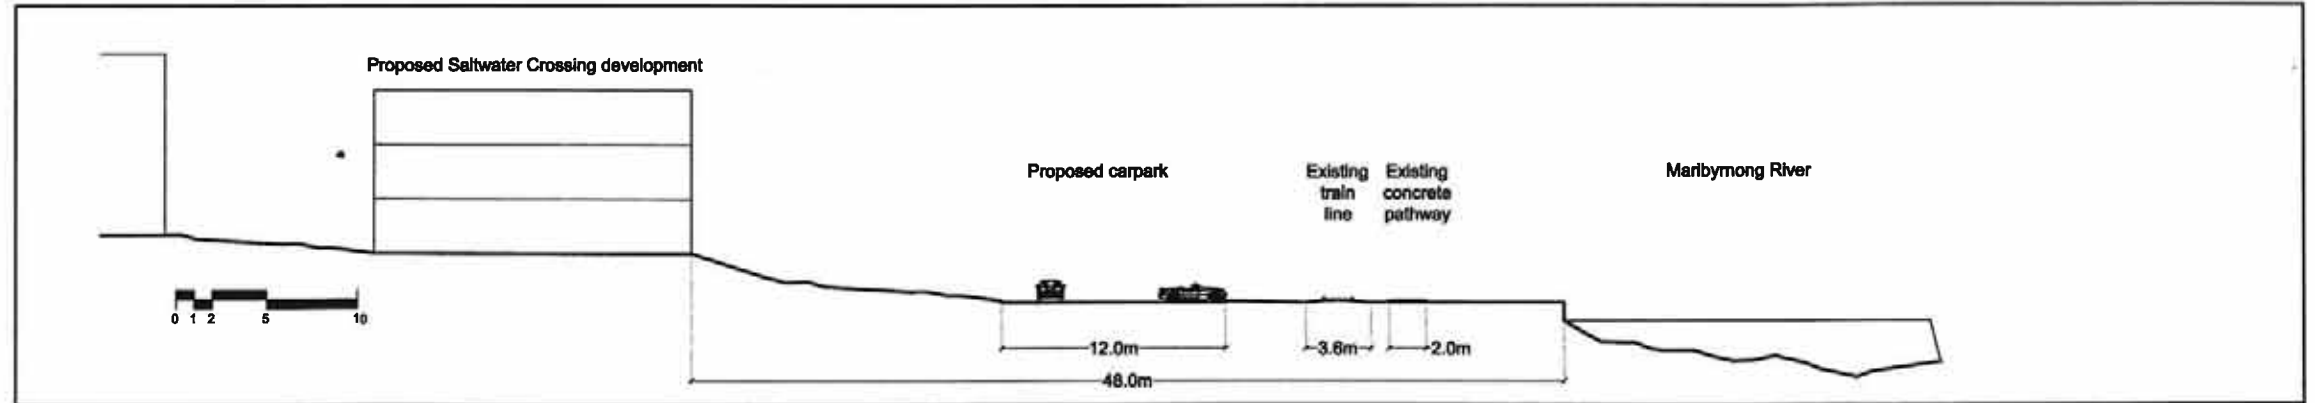 Proposed Saltwater Crossing development
Proposed carpark
Existing
train
line
Existing
concrete
pathway
Maribyrnong River
0 1 2 5 10
12.0m
3.6m
2.0m
48.0m